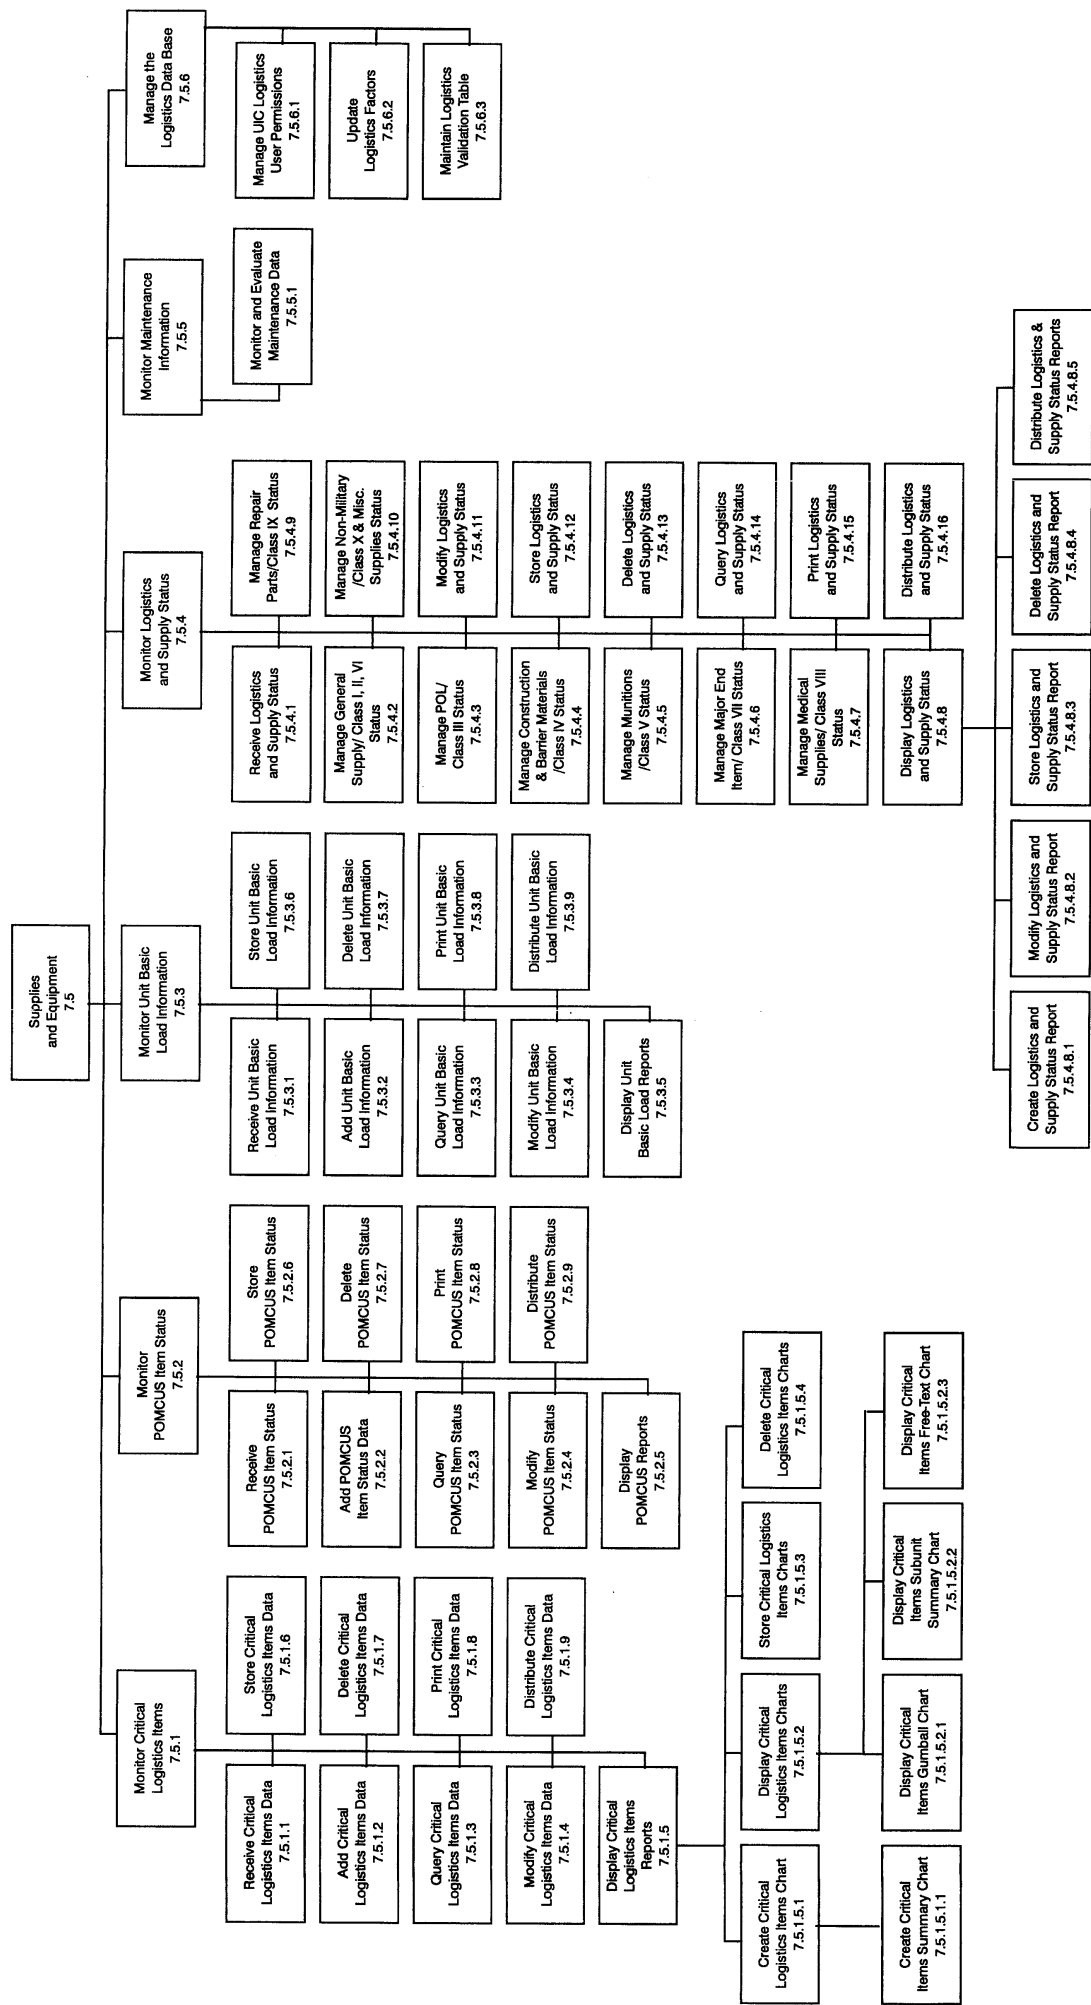 Supplies
and Equipment
7.5
Monitor Critical
Logistics Items
7.5.1
Receive Critical
Logistics Items Data
7.5.1.1
Add Critical
Logistics Items Data
7.5.1.2
Query Critical
Logistics Items Data
7.5.1.3
Modify Critical
Logistics Items Data
7.5.1.4
Display Critical
Logistics Items
Reports
7.5.1.5
Store Critical
Logistics Items Data
7.5.1.6
Delete Critical
Logistics Items Data
7.5.1.7
Print Critical
Logistics Items Data
7.5.1.8
Distribute Critical
Logistics Items Data
7.5.1.9
Create Critical
Logistics Items Chart
7.5.1.5.1
Display Critical
Logistics Items Charts
7.5.1.5.2
Store Critical Logistics
Items Charts
7.5.1.5.3
Delete Critical
Logistics Items Charts
7.5.1.5.4
Create Critical
Items Summary Chart
7.5.1.5.1.1
Display Critical
Items Gumball Chart
7.5.1.5.2.1
Display Critical
Items Subunit
Summary Chart
7.5.1.5.2.2
Display Critical
Items Free-Text Chart
7.5.1.5.2.3
Monitor
POMCUS Item Status
7.5.2
Receive
POMCUS Item Status
7.5.2.1
Add POMCUS
Item Status Data
7.5.2.2
Query
POMCUS Item Status
7.5.2.3
Modify
POMCUS Item Status
7.5.2.4
Display
POMCUS Reports
7.5.2.5
Store
POMCUS Item Status
7.5.2.6
Delete
POMCUS Item Status
7.5.2.7
Print
POMCUS Item Status
7.5.2.8
Distribute
POMCUS Item Status
7.5.2.9
Monitor Unit Basic
Load Information
7.5.3
Receive Unit Basic
Load Information
7.5.3.1
Add Unit Basic
Load Information
7.5.3.2
Query Unit Basic
Load Information
7.5.3.3
Modify Unit Basic
Load Information
7.5.3.4
Display Unit
Basic Load Reports
7.5.3.5
Store Unit Basic
Load Information
7.5.3.6
Delete Unit Basic
Load Information
7.5.3.7
Print Unit Basic
Load Information
7.5.3.8
Distribute Unit Basic
Load Information
7.5.3.9
Monitor Logistics
and Supply Status
7.5.4
Receive Logistics
and Supply Status
7.5.4.1
Manage General
Supply/ Class I, II, VI
Status
7.5.4.2
Manage POL/
Class III Status
7.5.4.3
Manage Construction
& Barrier Materials
/Class IV Status
7.5.4.4
Manage Munitions
/Class V Status
7.5.4.5
Manage Major End
Item/ Class VII Status
7.5.4.6
Manage Medical
Supplies/ Class VIII
Status
7.5.4.7
Display Logistics
and Supply Status
7.5.4.8
Manage Repair
Parts/Class IX Status
7.5.4.9
Manage Non-Military
/Class X & Misc.
Supplies Status
7.5.4.10
Modify Logistics
and Supply Status
7.5.4.11
Store Logistics
and Supply Status
7.5.4.12
Delete Logistics
and Supply Status
7.5.4.13
Query Logistics
and Supply Status
7.5.4.14
Print Logistics
and Supply Status
7.5.4.15
Distribute Logistics
and Supply Status
7.5.4.16
Create Logistics and
Supply Status Report
7.5.4.8.1
Modify Logistics and
Supply Status Report
7.5.4.8.2
Store Logistics and
Supply Status Report
7.5.4.8.3
Delete Logistics and
Supply Status Report
7.5.4.8.4
Distribute Logistics &
Supply Status Reports
7.5.4.8.5
Monitor Maintenance
Information
7.5.5
Monitor and Evaluate
Maintenance Data
7.5.5.1
Manage the
Logistics Data Base
7.5.6
Manage UIC Logistics
User Permissions
7.5.6.1
Update
Logistics Factors
7.5.6.2
Maintain Logistics
Validation Table
7.5.6.3